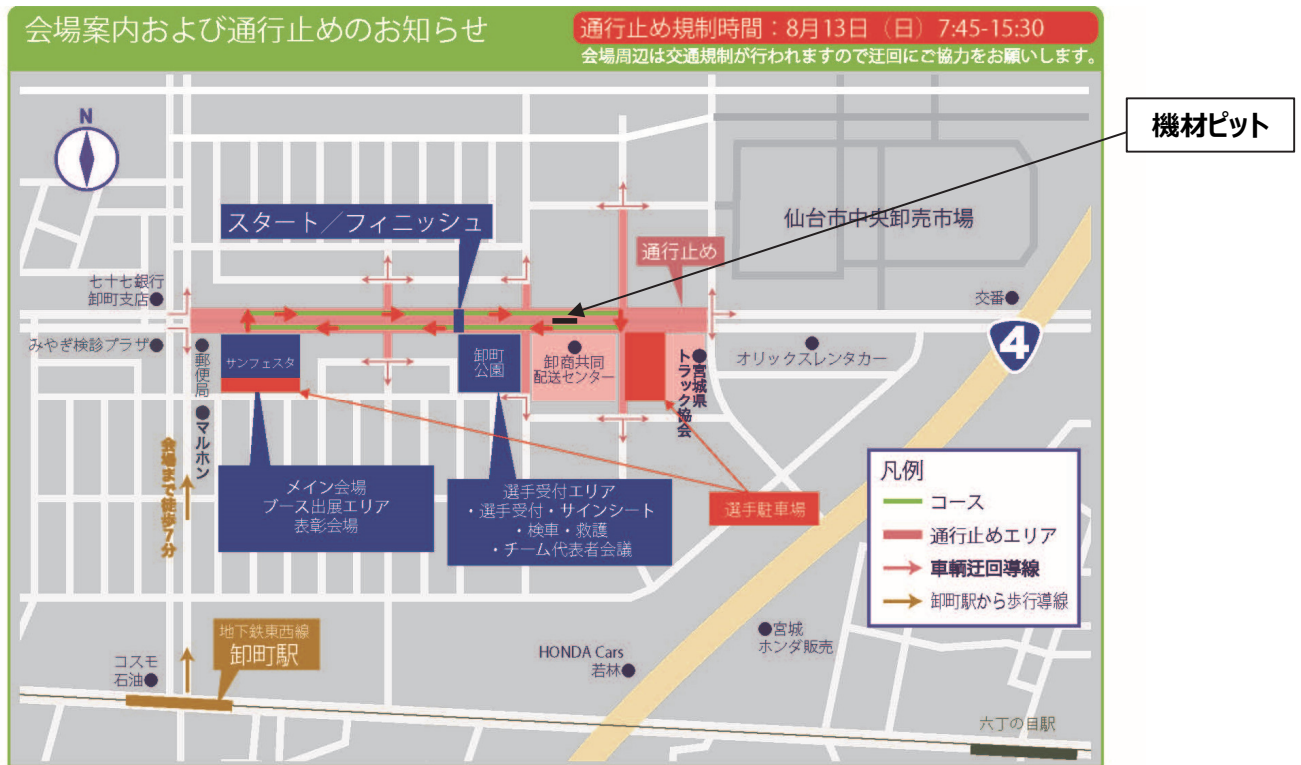 会場案内および通行止めのお知らせ
通行止め規制時間：8月13日（日）7:45-15:30
会場周辺は交通規制が行われますので迂回にご協力をお願いします。
機材ピット
N
スタート／フィニッシュ
仙台市中央卸売市場
通行止め
七十七銀行
卸町支店●
交番●
4
みやぎ検診プラザ●
●郵便局
サンフェスタ
卸町
公園
●
卸商共同
配送センター
●宮城県
トラック協会
●
オリックスレンタカー
●マルホン
会場まで徒歩7分
メイン会場
ブース出展エリア
表彰会場
選手受付エリア
・選手受付・サインシート
・検車・救護
・チーム代表者会議
選手駐車場
凡例
コース
通行止めエリア
車輌迂回導線
卸町駅から歩行導線
地下鉄東西線
卸町駅
コスモ
石油●
HONDA Cars
若林●
●宮城
ホンダ販売
六丁の目駅